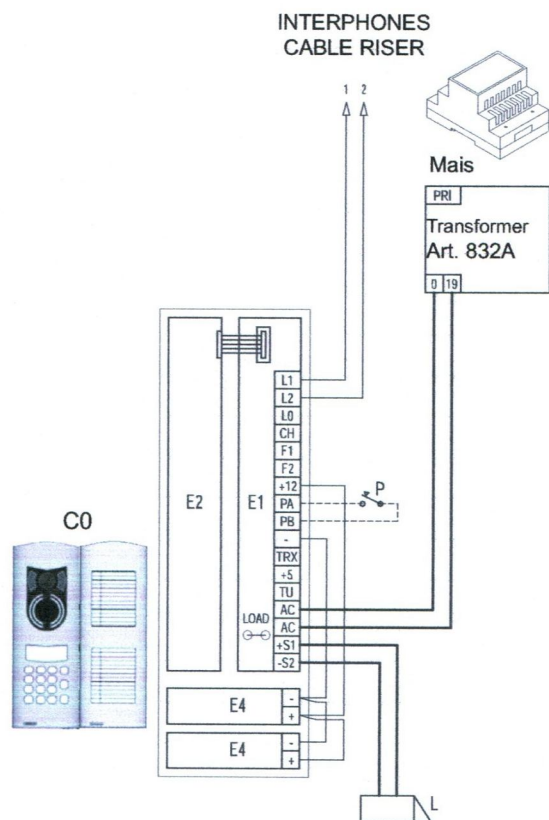 INTERPHONES
CABLE RISER
1 2
Mais
PRI
Transformer
Art. 832A
0 19
L1
L2
L0
CH
F1
F2
+12
PA
P
PB
-
TRX
+5
TU
AC
AC
+S1
-S2
E2
E1
C0
LOAD
E4
-
+
E4
-
+
L